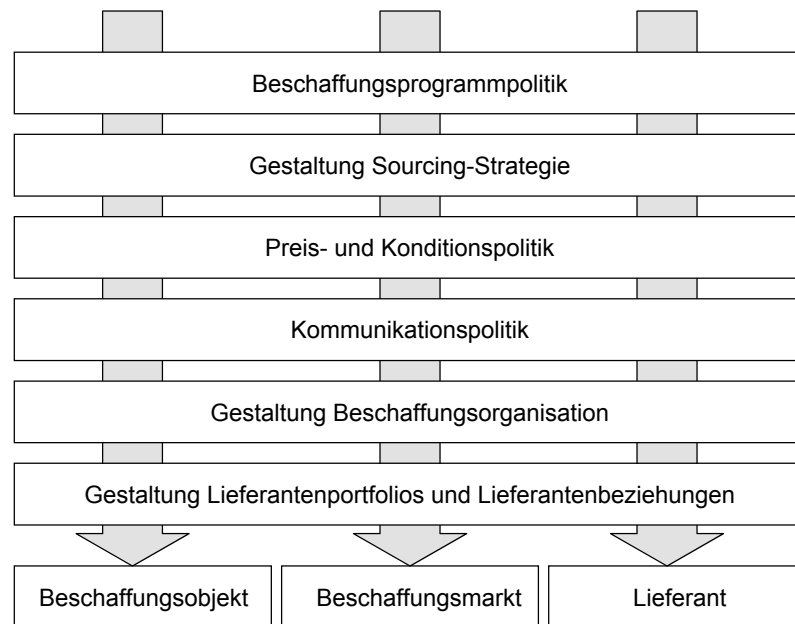 Beschaffungsprogrammpolitik
Gestaltung Sourcing-Strategie
Preis- und Konditionspolitik
Kommunikationspolitik
Gestaltung Beschaffungsorganisation
Gestaltung Lieferantenportfolios und Lieferantenbeziehungen
Beschaffungsobjekt
Beschaffungsmarkt
Lieferant